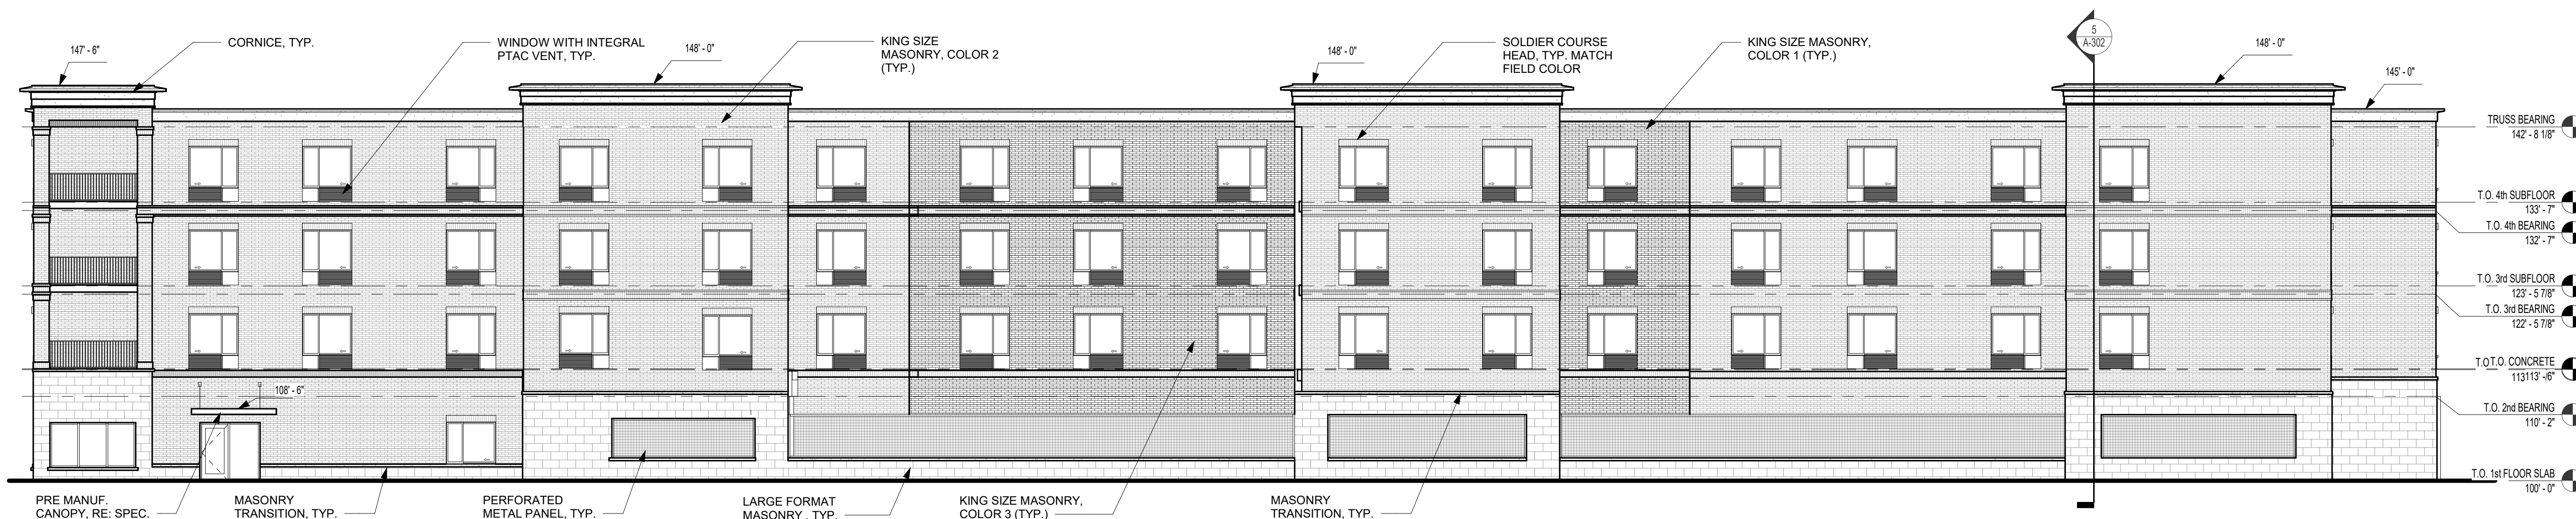 147' - 6"
CORNICE, TYP.
WINDOW WITH INTEGRAL
PTAC VENT, TYP.
148' - 0"
KING SIZE
MASONRY, COLOR 2
(TYP.)
148' - 0"
SOLDIER COURSE
HEAD, TYP. MATCH
FIELD COLOR
KING SIZE MASONRY,
COLOR 1 (TYP.)
5
A-302
148' - 0"
145' - 0"
TRUSS BEARING
142' - 8 1/8"
T.O. 4th SUBFLOOR
133' - 7"
T.O. 4th BEARING
132' - 7"
T.O. 3rd SUBFLOOR
123' - 5 7/8"
T.O. 3rd BEARING
122' - 5 7/8"
T.O. CONCRETE
113' - 6"
108' - 6"
T.O. 2nd BEARING
110' - 2"
T.O. 1st FLOOR SLAB
100' - 0"
PRE MANUF.
CANOPY, RE: SPEC.
MASONRY
TRANSITION, TYP.
PERFORATED
METAL PANEL, TYP.
LARGE FORMAT
MASONRY , TYP.
KING SIZE MASONRY,
COLOR 3 (TYP.)
MASONRY
TRANSITION, TYP.